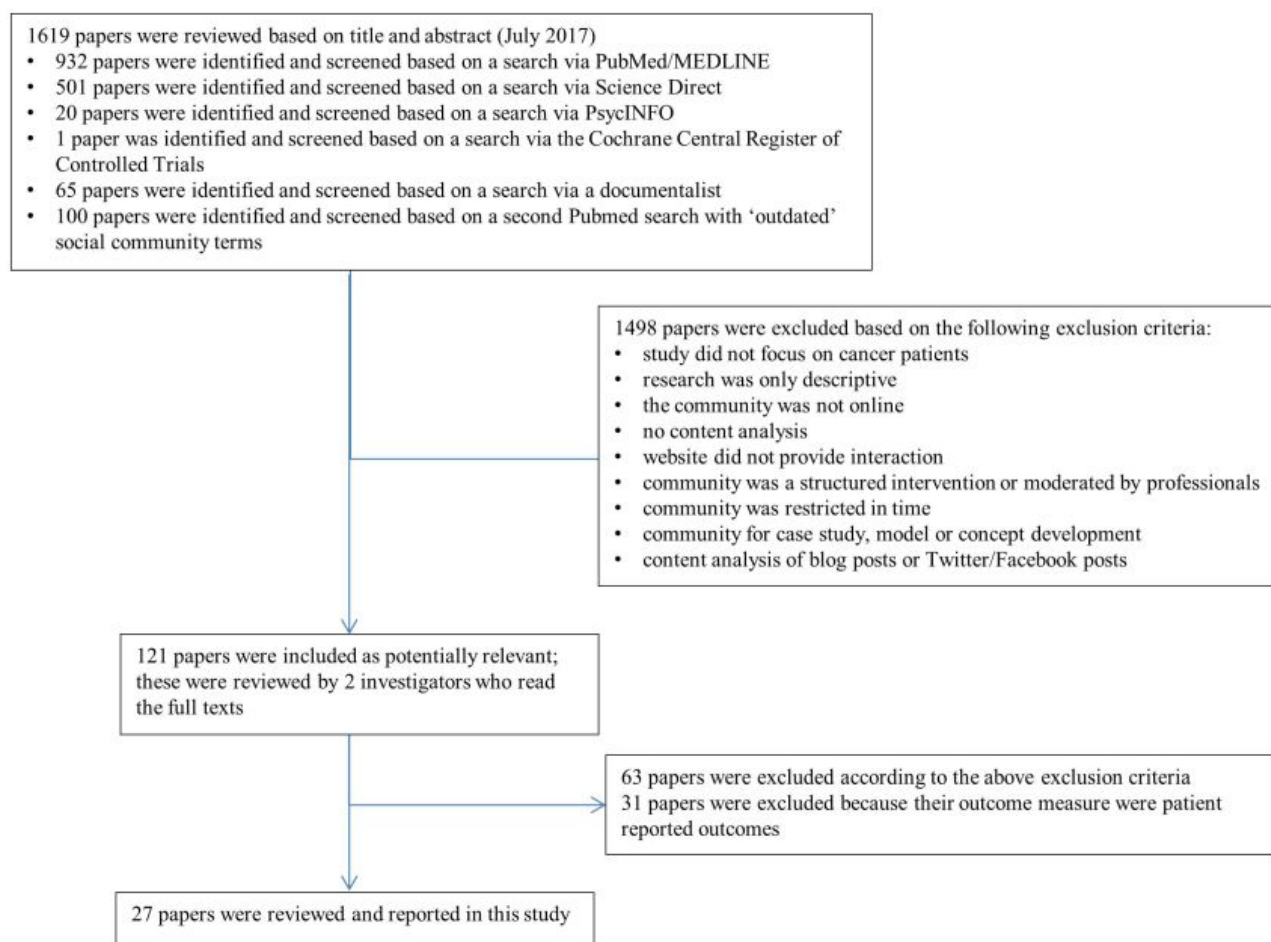 1619 papers were reviewed based on title and abstract (July 2017)
• 932 papers were identified and screened based on a search via PubMed/MEDLINE
• 501 papers were identified and screened based on a search via Science Direct
• 20 papers were identified and screened based on a search via PsycINFO
• 1 paper was identified and screened based on a search via the Cochrane Central Register of
Controlled Trials
• 65 papers were identified and screened based on a search via a documentalist
• 100 papers were identified and screened based on a second Pubmed search with ‘outdated’
social community terms
1498 papers were excluded based on the following exclusion criteria:
• study did not focus on cancer patients
• research was only descriptive
• the community was not online
• no content analysis
• website did not provide interaction
• community was a structured intervention or moderated by professionals
• community was restricted in time
• community for case study, model or concept development
• content analysis of blog posts or Twitter/Facebook posts
121 papers were included as potentially relevant;
these were reviewed by 2 investigators who read
the full texts
63 papers were excluded according to the above exclusion criteria
31 papers were excluded because their outcome measure were patient
reported outcomes
27 papers were reviewed and reported in this study